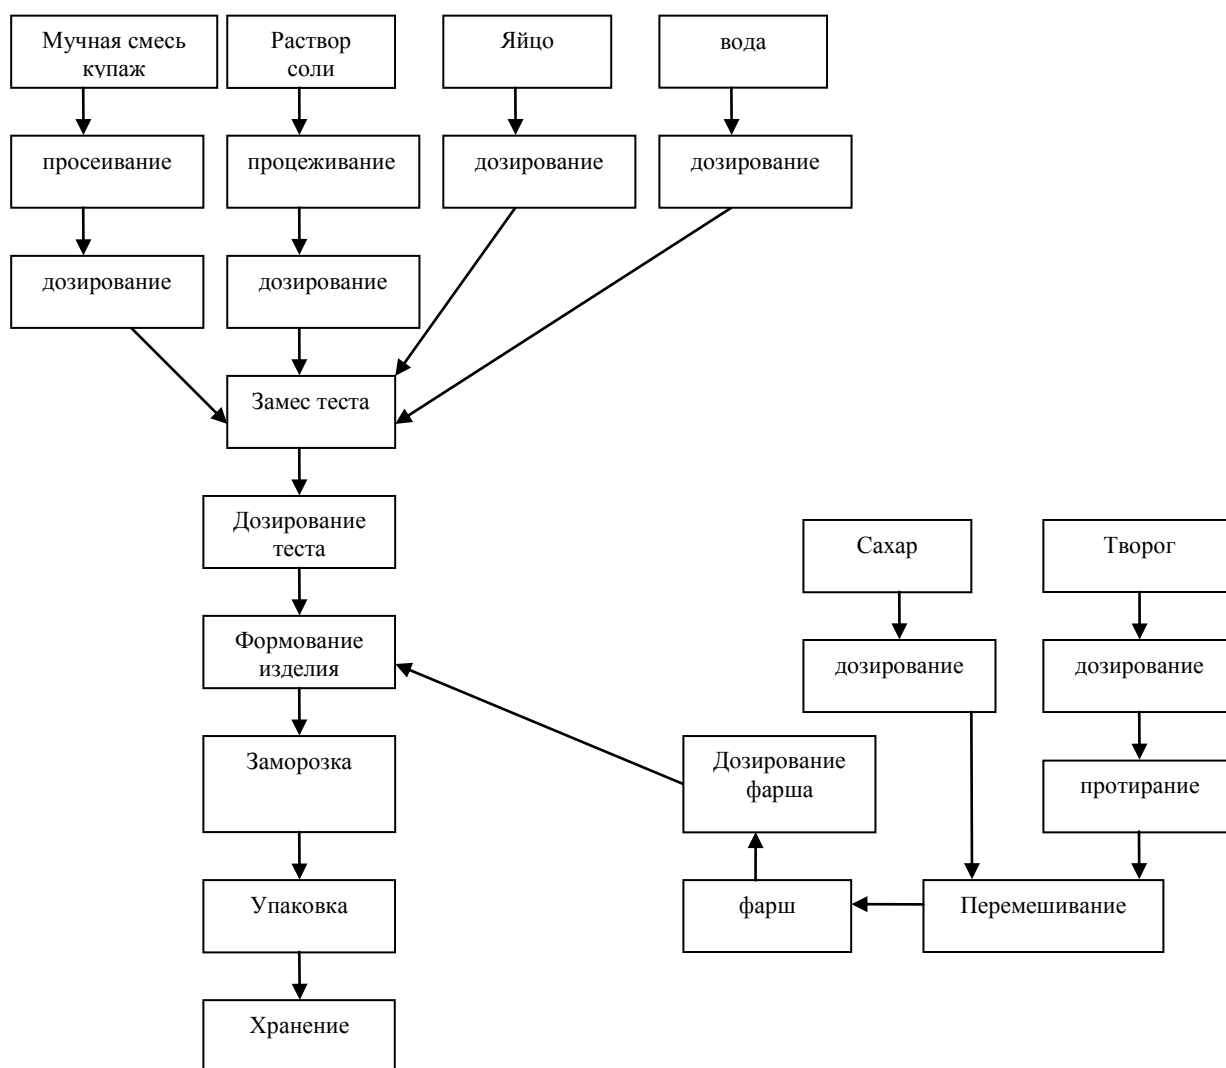 Мучная смесь
купаж
Раствор
соли
Яйцо
вода
просеивание
процеживание
дозирование
дозирование
дозирование
дозирование
Замес теста
Дозирование
теста
Сахар
Творог
Формование
изделия
дозирование
дозирование
Заморозка
Дозирование
фарша
протирание
Упаковка
фарш
Перемешивание
Хранение